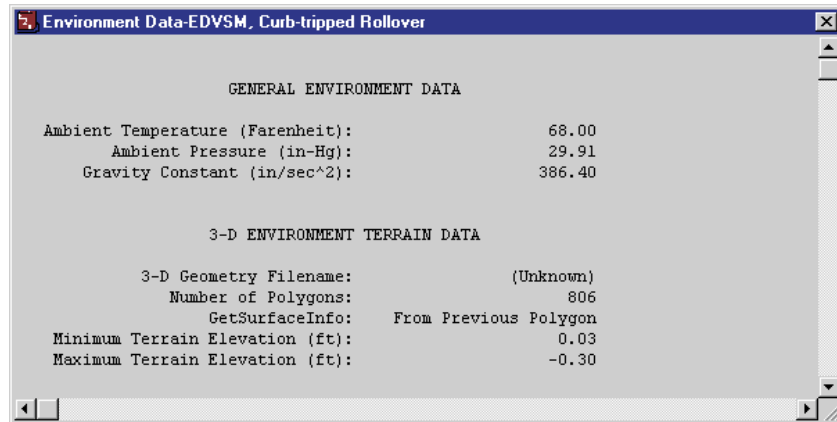 Environment Data-EDVSM, Curb-tripped Rollover
GENERAL ENVIRONMENT DATA
Ambient Temperature (Farenheit): 68.00
Ambient Pressure (in-Hg): 29.91
Gravity Constant (in/sec^2): 386.40
3-D ENVIRONMENT TERRAIN DATA
3-D Geometry Filename: (Unknown)
Number of Polygons: 806
GetSurfaceInfo: From Previous Polygon
Minimum Terrain Elevation (ft): 0.03
Maximum Terrain Elevation (ft): -0.30